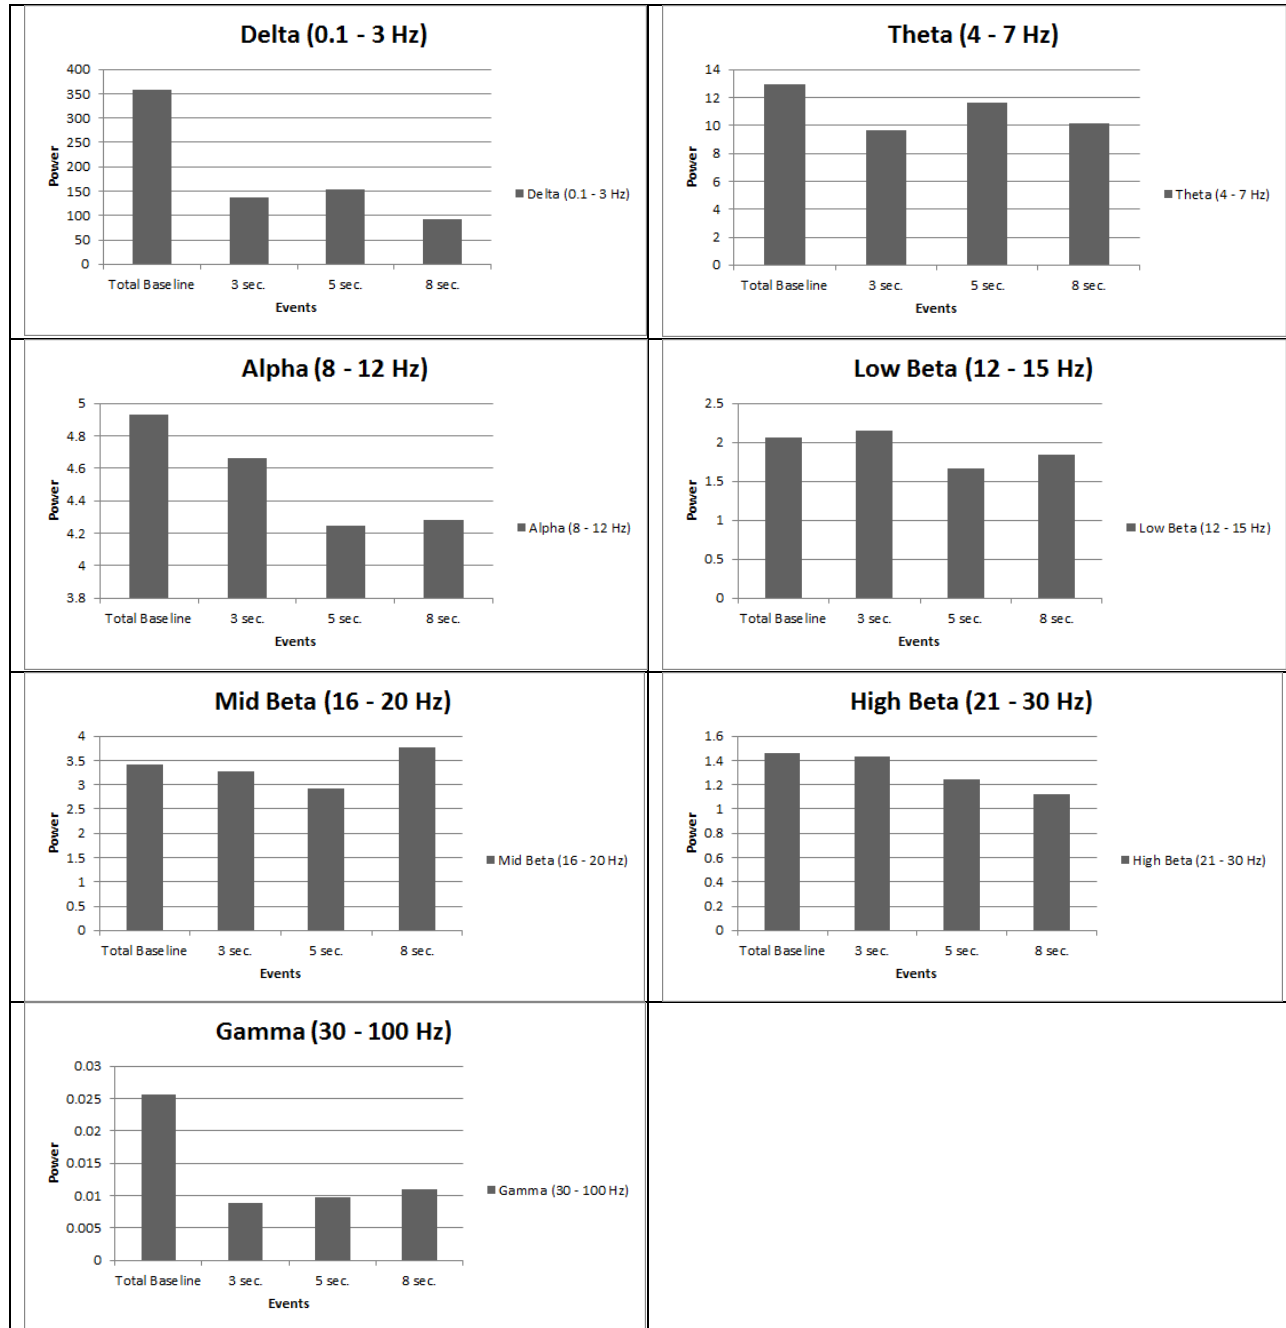 Delta (0.1 - 3 Hz)
400
350
300
250
200
150
100
50
0
Power
Total Baseline 3 sec. 5 sec. 8 sec.
Events
Delta (0.1 - 3 Hz)
Theta (4 - 7 Hz)
14
12
10
8
6
4
2
0
Power
Total Baseline 3 sec. 5 sec. 8 sec.
Events
Theta (4 - 7 Hz)
Alpha (8 - 12 Hz)
5
4.8
4.6
4.4
4.2
4
3.8
Power
Total Baseline 3 sec. 5 sec. 8 sec.
Events
Alpha (8 - 12 Hz)
Low Beta (12 - 15 Hz)
2.5
2
1.5
1
0.5
0
Power
Total Baseline 3 sec. 5 sec. 8 sec.
Events
Low Beta (12 - 15 Hz)
Mid Beta (16 - 20 Hz)
4
3.5
3
2.5
2
1.5
1
0.5
0
Power
Total Baseline 3 sec. 5 sec. 8 sec.
Events
Mid Beta (16 - 20 Hz)
High Beta (21 - 30 Hz)
1.6
1.4
1.2
1
0.8
0.6
0.4
0.2
0
Power
Total Baseline 3 sec. 5 sec. 8 sec.
Events
High Beta (21 - 30 Hz)
Gamma (30 - 100 Hz)
0.03
0.025
0.02
0.015
0.01
0.005
0
Power
Total Baseline 3 sec. 5 sec. 8 sec.
Events
Gamma (30 - 100 Hz)